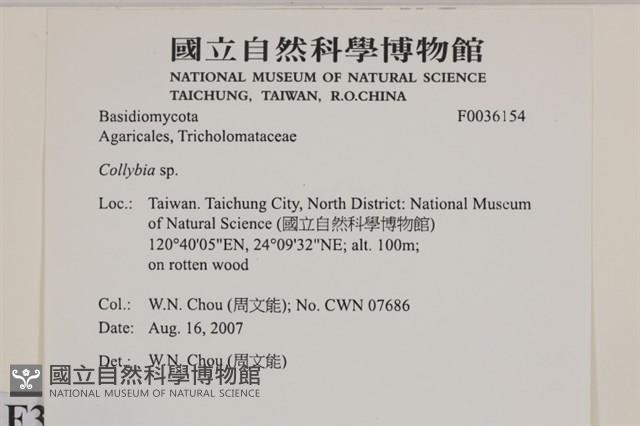 國立自然科學博物館
NATIONAL MUSEUM OF NATURAL SCIENCE
TAICHUNG, TAIWAN, R.O.CHINA
Basidiomycota F0036154
Agaricales, Tricholomataceae
Collybia sp.
Loc.: Taiwan. Taichung City, North District: National Museum
of Natural Science (國立自然科學博物館)
120°40'05"EN, 24°09'32"NE; alt. 100m;
on rotten wood
Col.: W.N. Chou (周文能); No. CWN 07686
Date: Aug. 16, 2007
Det.: W.N. Chou (周文能)
國立自然科學博物館
NATIONAL MUSEUM OF NATURAL SCIENCE
F3